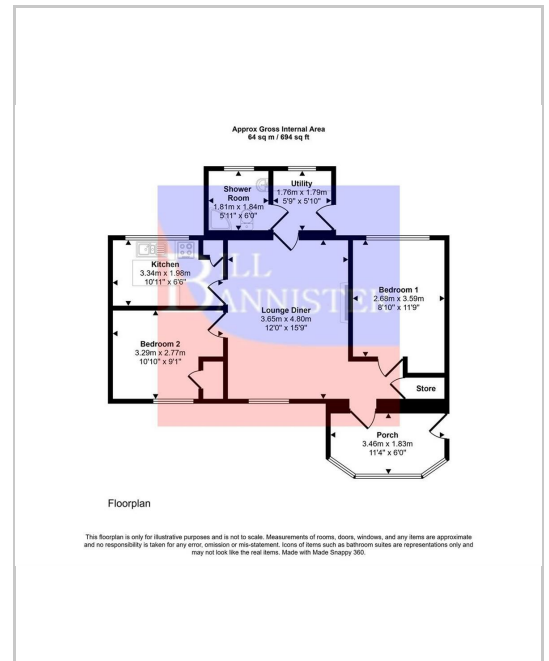 Approx Gross Internal Area
64 sq m / 694 sq ft
Shower
Room
1.81m x 1.84m
5'11" x 6'0"
Utility
1.76m x 1.79m
5'9" x 5'10"
Kitchen
3.34m x 1.98m
10'11" x 6'6"
BILL
BANNISTER
Lounge Diner
3.65m x 4.80m
12'0" x 15'9"
Bedroom 1
2.68m x 3.59m
8'10" x 11'9"
Bedroom 2
3.29m x 2.77m
10'10" x 9'1"
Store
Porch
3.46m x 1.83m
11'4" x 6'0"
Floorplan
This floorplan is only for illustrative purposes and is not to scale. Measurements of rooms, doors, windows, and any items are approximate
and no responsibility is taken for any error, omission or mis-statement. Icons of items such as bathroom suites are representations only and
may not look like the real items. Made with Made Snappy 360.